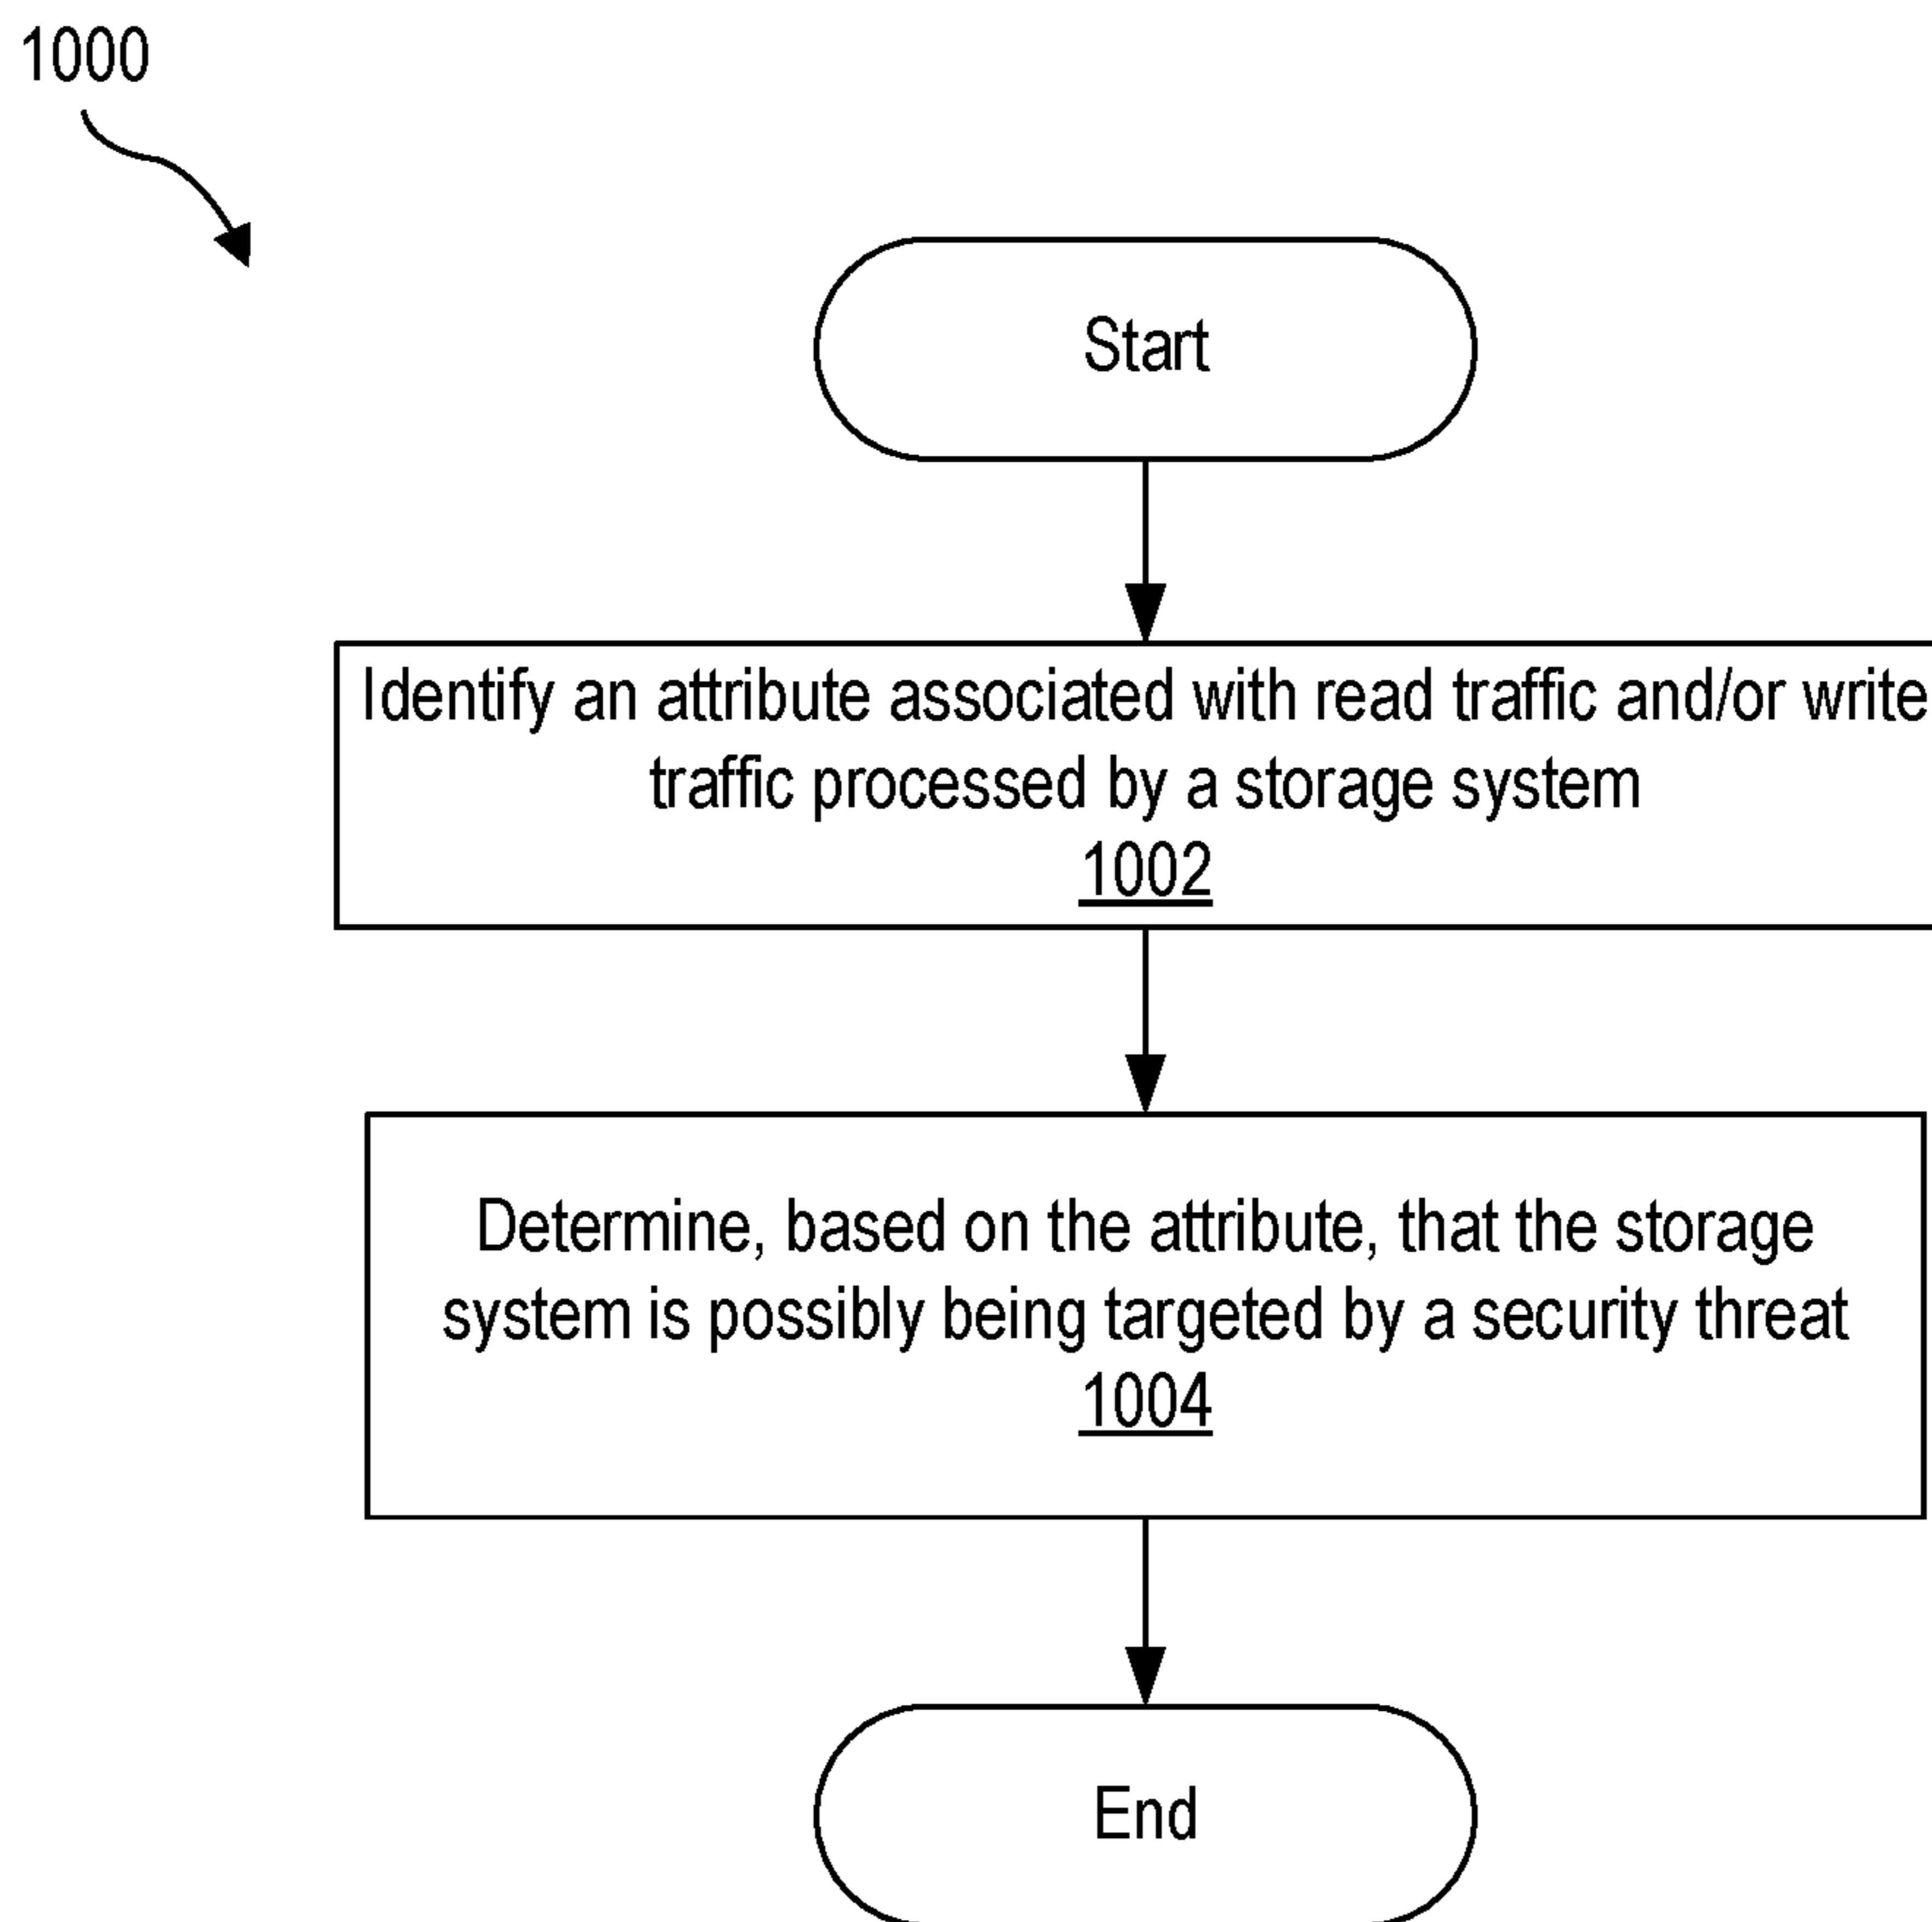 1000
Start
Identify an attribute associated with read traffic and/or write
traffic processed by a storage system
1002
Determine, based on the attribute, that the storage
system is possibly being targeted by a security threat
1004
End